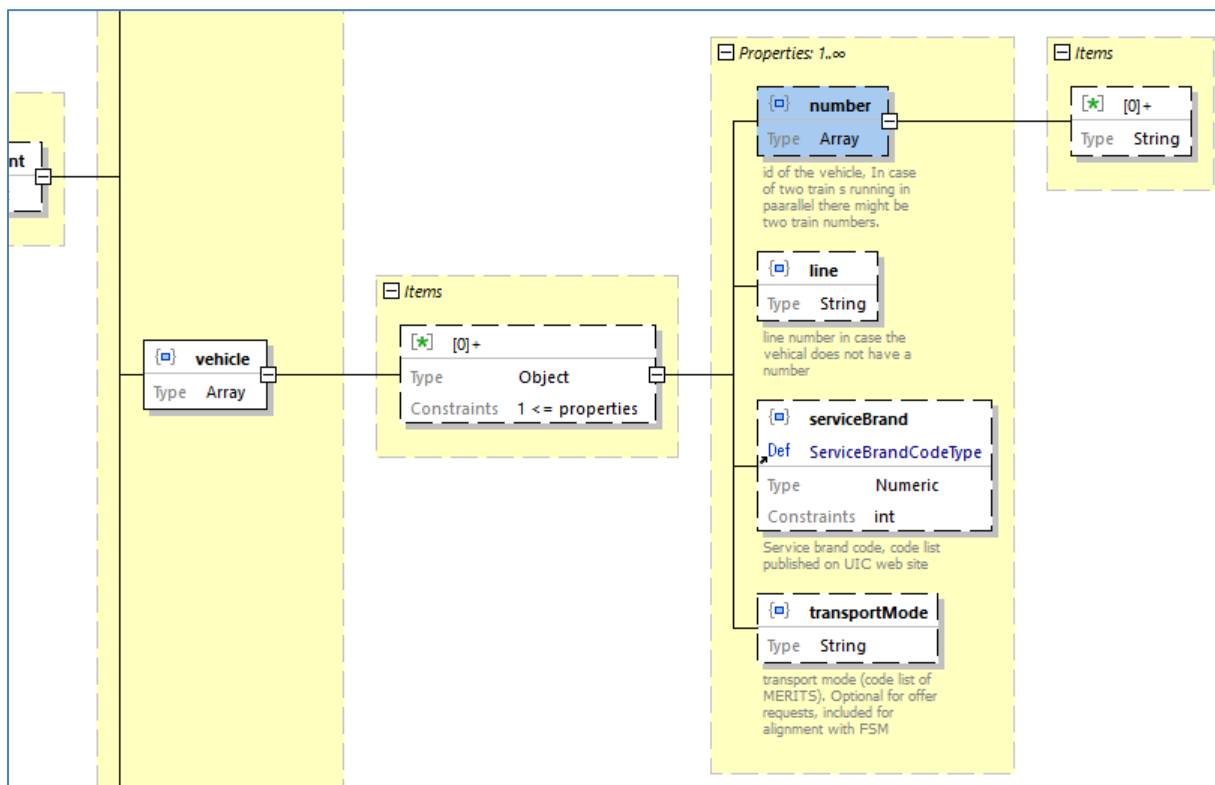 nt
vehicle
Type Array
Items
[0]+
Type Object
Constraints 1 <= properties
Properties: 1..∞
number
Type Array
id of the vehicle, In case
of two train s running in
paarallel there might be
two train numbers.
line
Type String
line number in case the
vehical does not have a
number
serviceBrand
Def ServiceBrandCodeType
Type Numeric
Constraints int
Service brand code, code list
published on UIC web site
transportMode
Type String
transport mode (code list of
MERITS). Optional for offer
requests, included for
alignment with FSM
Items
[0]+
Type String